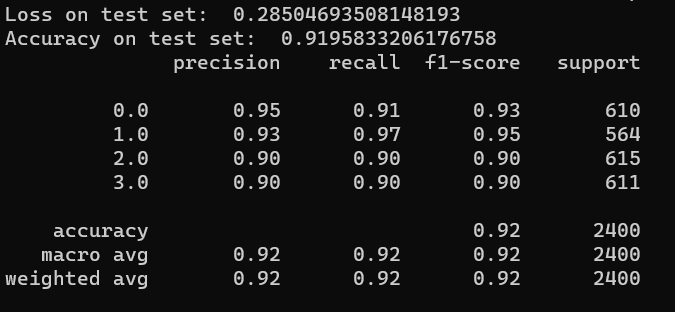 Loss on test set:  0.28504693508148193
Accuracy on test set:  0.9195833206176758
              precision    recall  f1-score   support

         0.0       0.95      0.91      0.93       610
         1.0       0.93      0.97      0.95       564
         2.0       0.90      0.90      0.90       615
         3.0       0.90      0.90      0.90       611

    accuracy                           0.92      2400
   macro avg       0.92      0.92      0.92      2400
weighted avg       0.92      0.92      0.92      2400